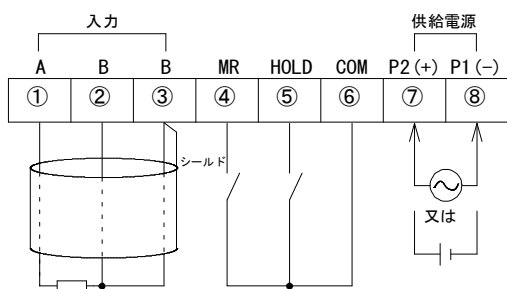 入力 供給電源
A B B MR HOLD COM P2(+) P1(-)
① ② ③ ④ ⑤ ⑥ ⑦ ⑧
シールド
又は